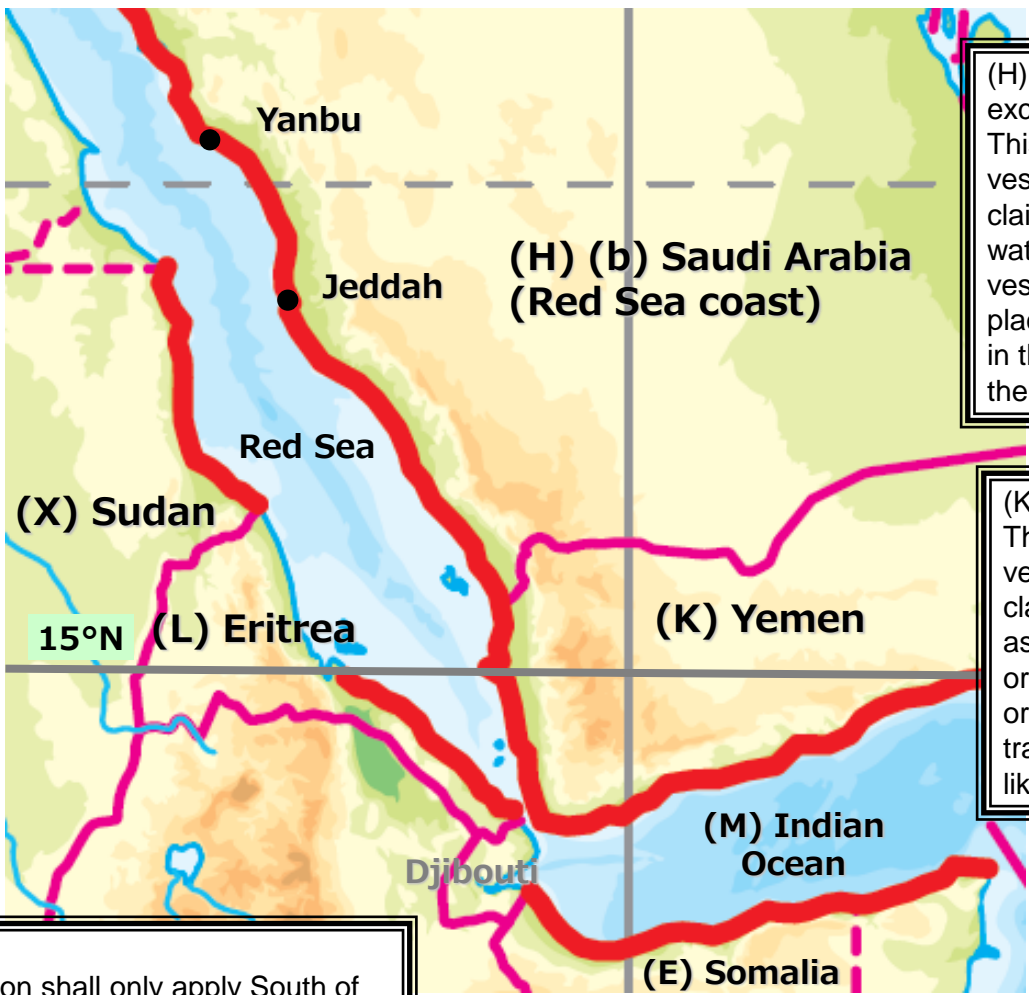 Yanbu
Jeddah
(H) (b) Saudi Arabia
(Red Sea coast)
Red Sea
(X) Sudan
15°N
(L) Eritrea
(K) Yemen
(M) Indian
Ocean
Djibouti
(E) Somalia
(H)
exc
Thi
ves
clai
wat
ves
plac
in th
the
(K
Th
ve
cla
as
or
or
tra
lik
on shall only apply South of